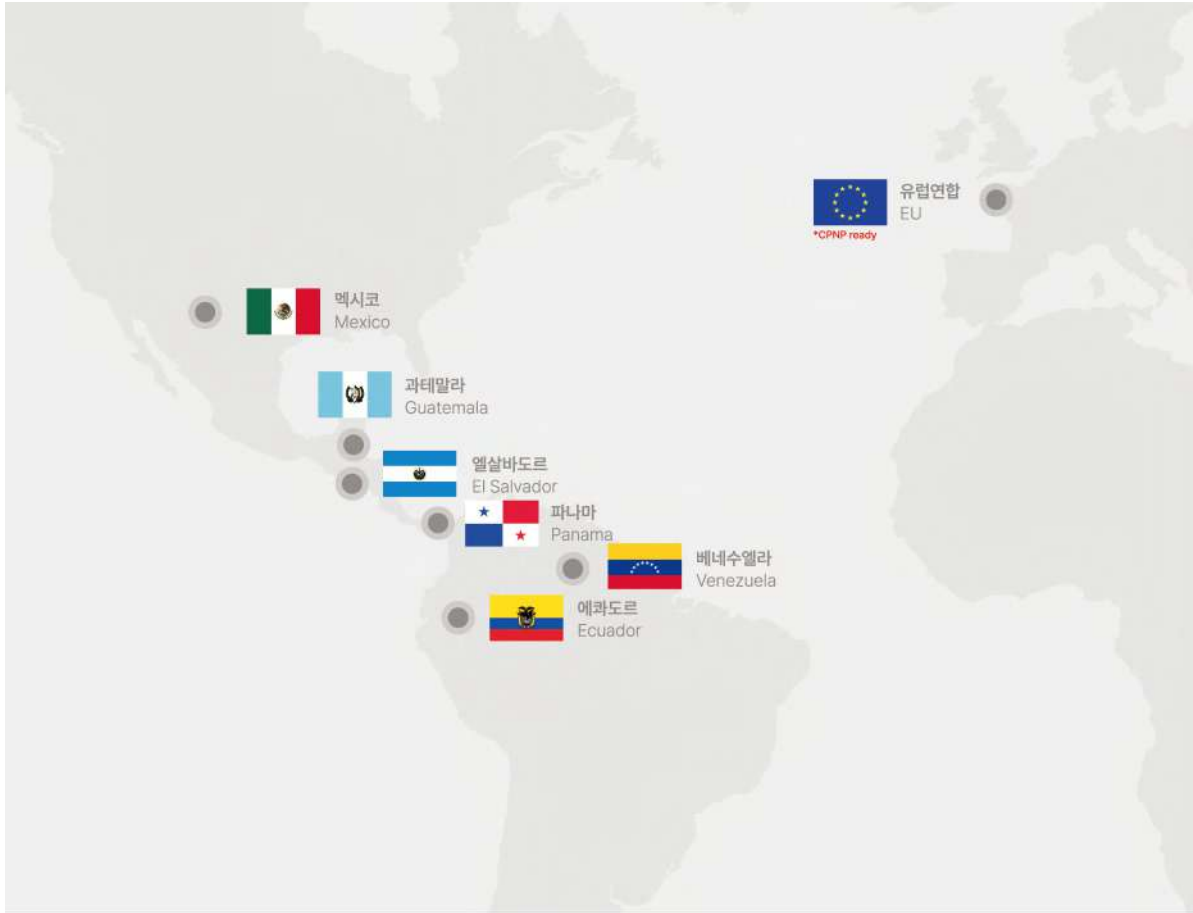 유럽연합
EU
*CPNP ready
멕시코
Mexico
과테말라
Guatemala
엘살바도르
El Salvador
파나마
Panama
베네수엘라
Venezuela
에콰도르
Ecuador